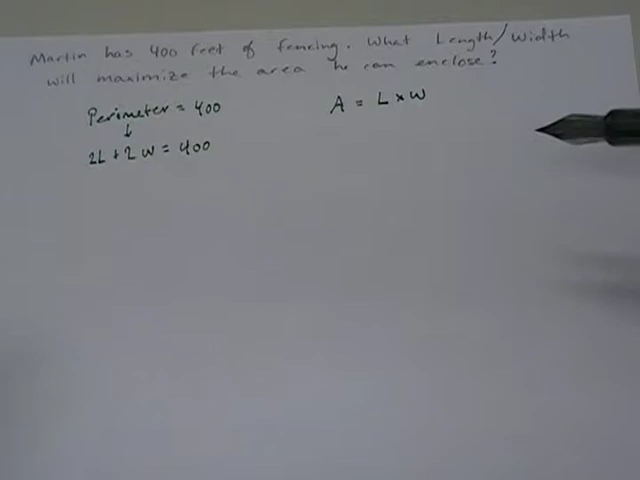 Martin has 400 feet of fencing. What Length/Width
will maximize the area he can enclose?
Perimeter = 400
A = L × W
↓
2L + 2W = 400